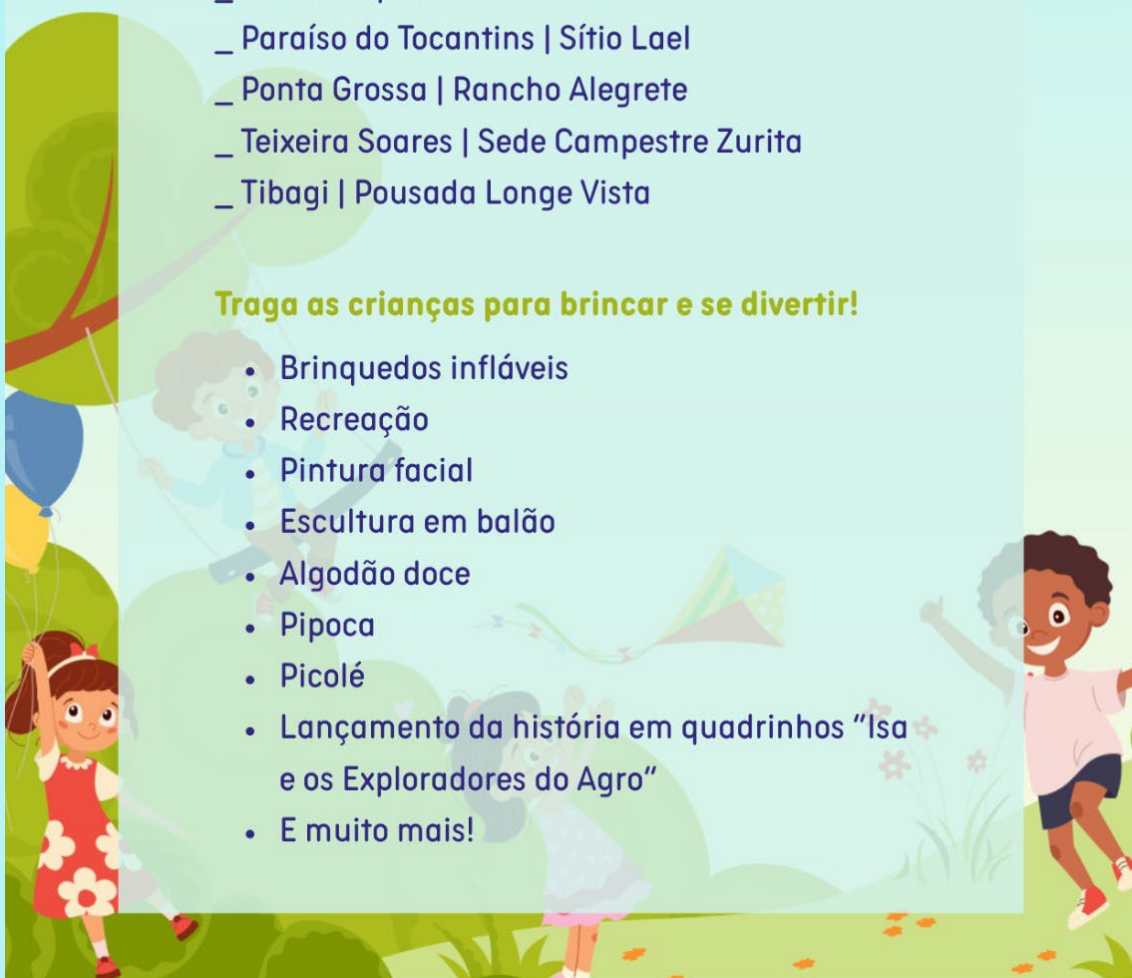 _ Paraíso do Tocantins | Sítio Lael
_ Ponta Grossa | Rancho Alegrete
_ Teixeira Soares | Sede Campestre Zurita
_ Tibagi | Pousada Longe Vista
Traga as crianças para brincar e se divertir!
• Brinquedos infláveis
• Recreação
• Pintura facial
• Escultura em balão
• Algodão doce
• Pipoca
• Picolé
• Lançamento da história em quadrinhos "Isa
e os Exploradores do Agro"
• E muito mais!